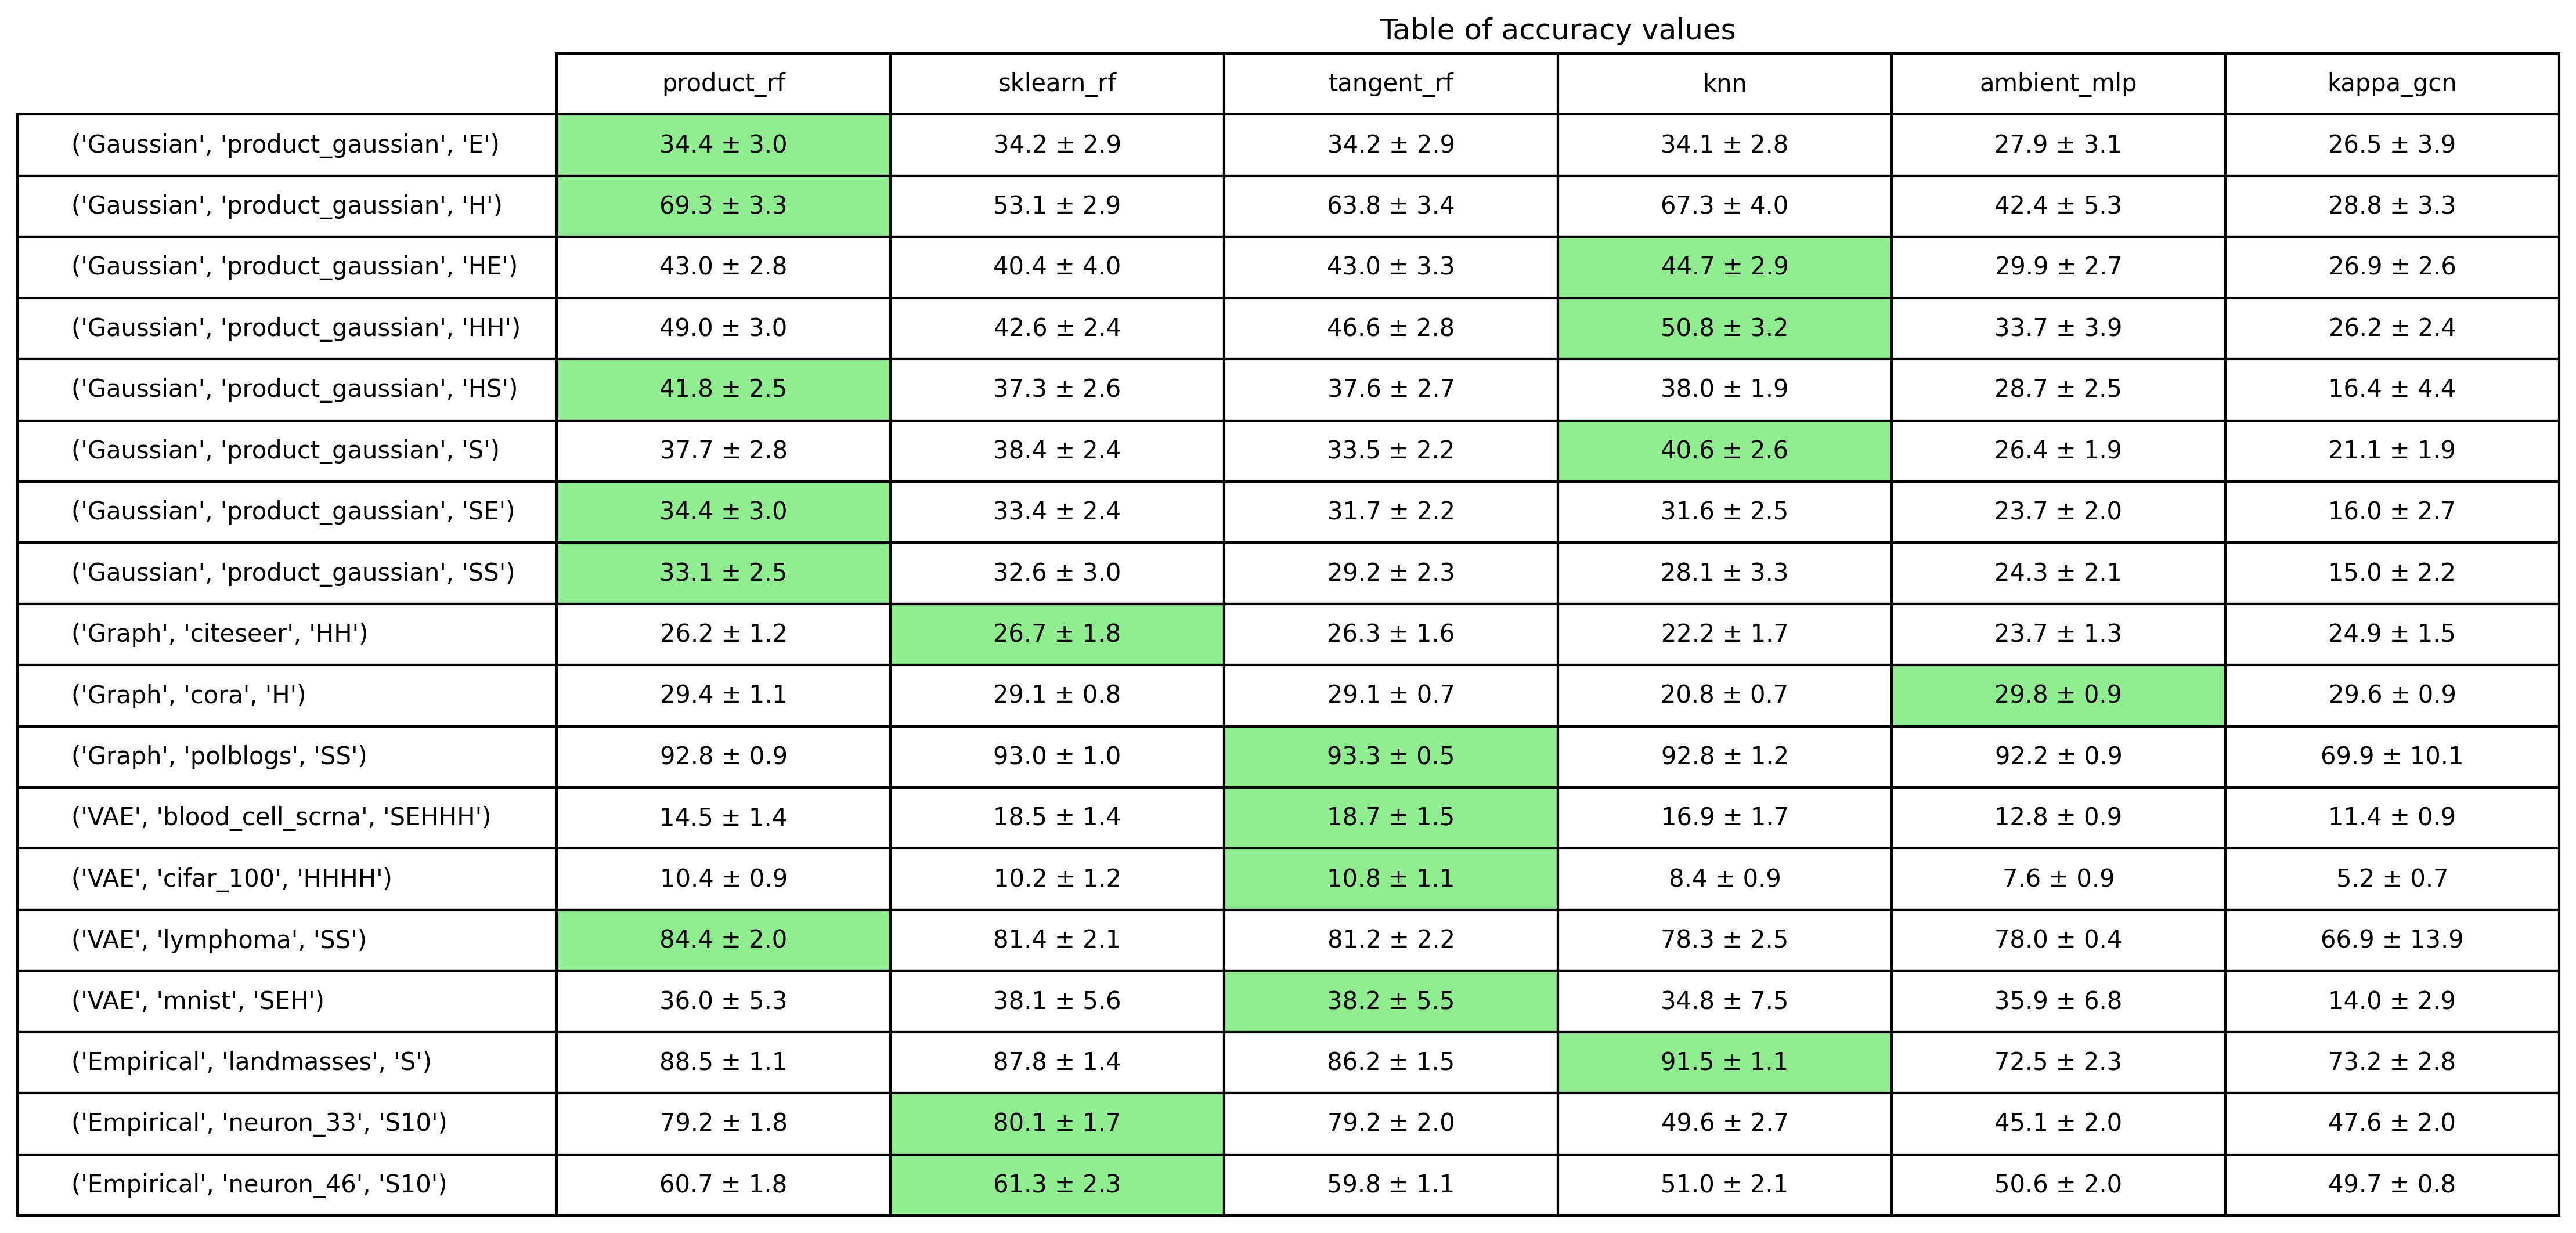 Table of accuracy values
product_rf sklearn_rf tangent_rf knn ambient_mlp kappa_gcn
('Gaussian', 'product_gaussian', 'E') 34.4 ± 3.0 34.2 ± 2.9 34.2 ± 2.9 34.1 ± 2.8 27.9 ± 3.1 26.5 ± 3.9
('Gaussian', 'product_gaussian', 'H') 69.3 ± 3.3 53.1 ± 2.9 63.8 ± 3.4 67.3 ± 4.0 42.4 ± 5.3 28.8 ± 3.3
('Gaussian', 'product_gaussian', 'HE') 43.0 ± 2.8 40.4 ± 4.0 43.0 ± 3.3 44.7 ± 2.9 29.9 ± 2.7 26.9 ± 2.6
('Gaussian', 'product_gaussian', 'HH') 49.0 ± 3.0 42.6 ± 2.4 46.6 ± 2.8 50.8 ± 3.2 33.7 ± 3.9 26.2 ± 2.4
('Gaussian', 'product_gaussian', 'HS') 41.8 ± 2.5 37.3 ± 2.6 37.6 ± 2.7 38.0 ± 1.9 28.7 ± 2.5 16.4 ± 4.4
('Gaussian', 'product_gaussian', 'S') 37.7 ± 2.8 38.4 ± 2.4 33.5 ± 2.2 40.6 ± 2.6 26.4 ± 1.9 21.1 ± 1.9
('Gaussian', 'product_gaussian', 'SE') 34.4 ± 3.0 33.4 ± 2.4 31.7 ± 2.2 31.6 ± 2.5 23.7 ± 2.0 16.0 ± 2.7
('Gaussian', 'product_gaussian', 'SS') 33.1 ± 2.5 32.6 ± 3.0 29.2 ± 2.3 28.1 ± 3.3 24.3 ± 2.1 15.0 ± 2.2
('Graph', 'citeseer', 'HH') 26.2 ± 1.2 26.7 ± 1.8 26.3 ± 1.6 22.2 ± 1.7 23.7 ± 1.3 24.9 ± 1.5
('Graph', 'cora', 'H') 29.4 ± 1.1 29.1 ± 0.8 29.1 ± 0.7 20.8 ± 0.7 29.8 ± 0.9 29.6 ± 0.9
('Graph', 'polblogs', 'SS') 92.8 ± 0.9 93.0 ± 1.0 93.3 ± 0.5 92.8 ± 1.2 92.2 ± 0.9 69.9 ± 10.1
('VAE', 'blood_cell_scrna', 'SEHHH') 14.5 ± 1.4 18.5 ± 1.4 18.7 ± 1.5 16.9 ± 1.7 12.8 ± 0.9 11.4 ± 0.9
('VAE', 'cifar_100', 'HHHH') 10.4 ± 0.9 10.2 ± 1.2 10.8 ± 1.1 8.4 ± 0.9 7.6 ± 0.9 5.2 ± 0.7
('VAE', 'lymphoma', 'SS') 84.4 ± 2.0 81.4 ± 2.1 81.2 ± 2.2 78.3 ± 2.5 78.0 ± 0.4 66.9 ± 13.9
('VAE', 'mnist', 'SEH') 36.0 ± 5.3 38.1 ± 5.6 38.2 ± 5.5 34.8 ± 7.5 35.9 ± 6.8 14.0 ± 2.9
('Empirical', 'landmasses', 'S') 88.5 ± 1.1 87.8 ± 1.4 86.2 ± 1.5 91.5 ± 1.1 72.5 ± 2.3 73.2 ± 2.8
('Empirical', 'neuron_33', 'S10') 79.2 ± 1.8 80.1 ± 1.7 79.2 ± 2.0 49.6 ± 2.7 45.1 ± 2.0 47.6 ± 2.0
('Empirical', 'neuron_46', 'S10') 60.7 ± 1.8 61.3 ± 2.3 59.8 ± 1.1 51.0 ± 2.1 50.6 ± 2.0 49.7 ± 0.8